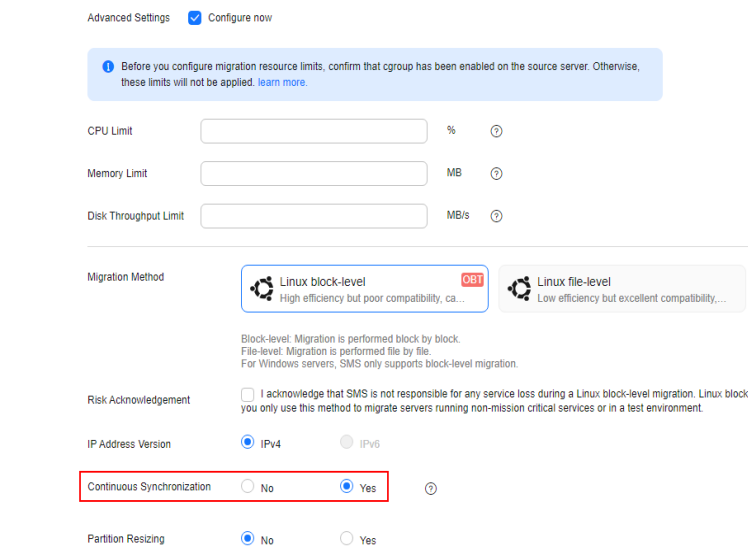 Advanced Settings Configure now
Before you configure migration resource limits, confirm that cgroup has been enabled on the source server. Otherwise,
these limits will not be applied. learn more.
CPU Limit %
Memory Limit MB
Disk Throughput Limit MB/s
Migration Method
Linux block-level OBT
High efficiency but poor compatibility, ca...
Linux file-level
Low efficiency but excellent compatibility,...
Block-level: Migration is performed block by block.
File-level: Migration is performed file by file.
For Windows servers, SMS only supports block-level migration.
Risk Acknowledgement
I acknowledge that SMS is not responsible for any service loss during a Linux block-level migration. Linux block
you only use this method to migrate servers running non-mission critical services or in a test environment.
IP Address Version IPv4 IPv6
Continuous Synchronization No Yes
Partition Resizing No Yes